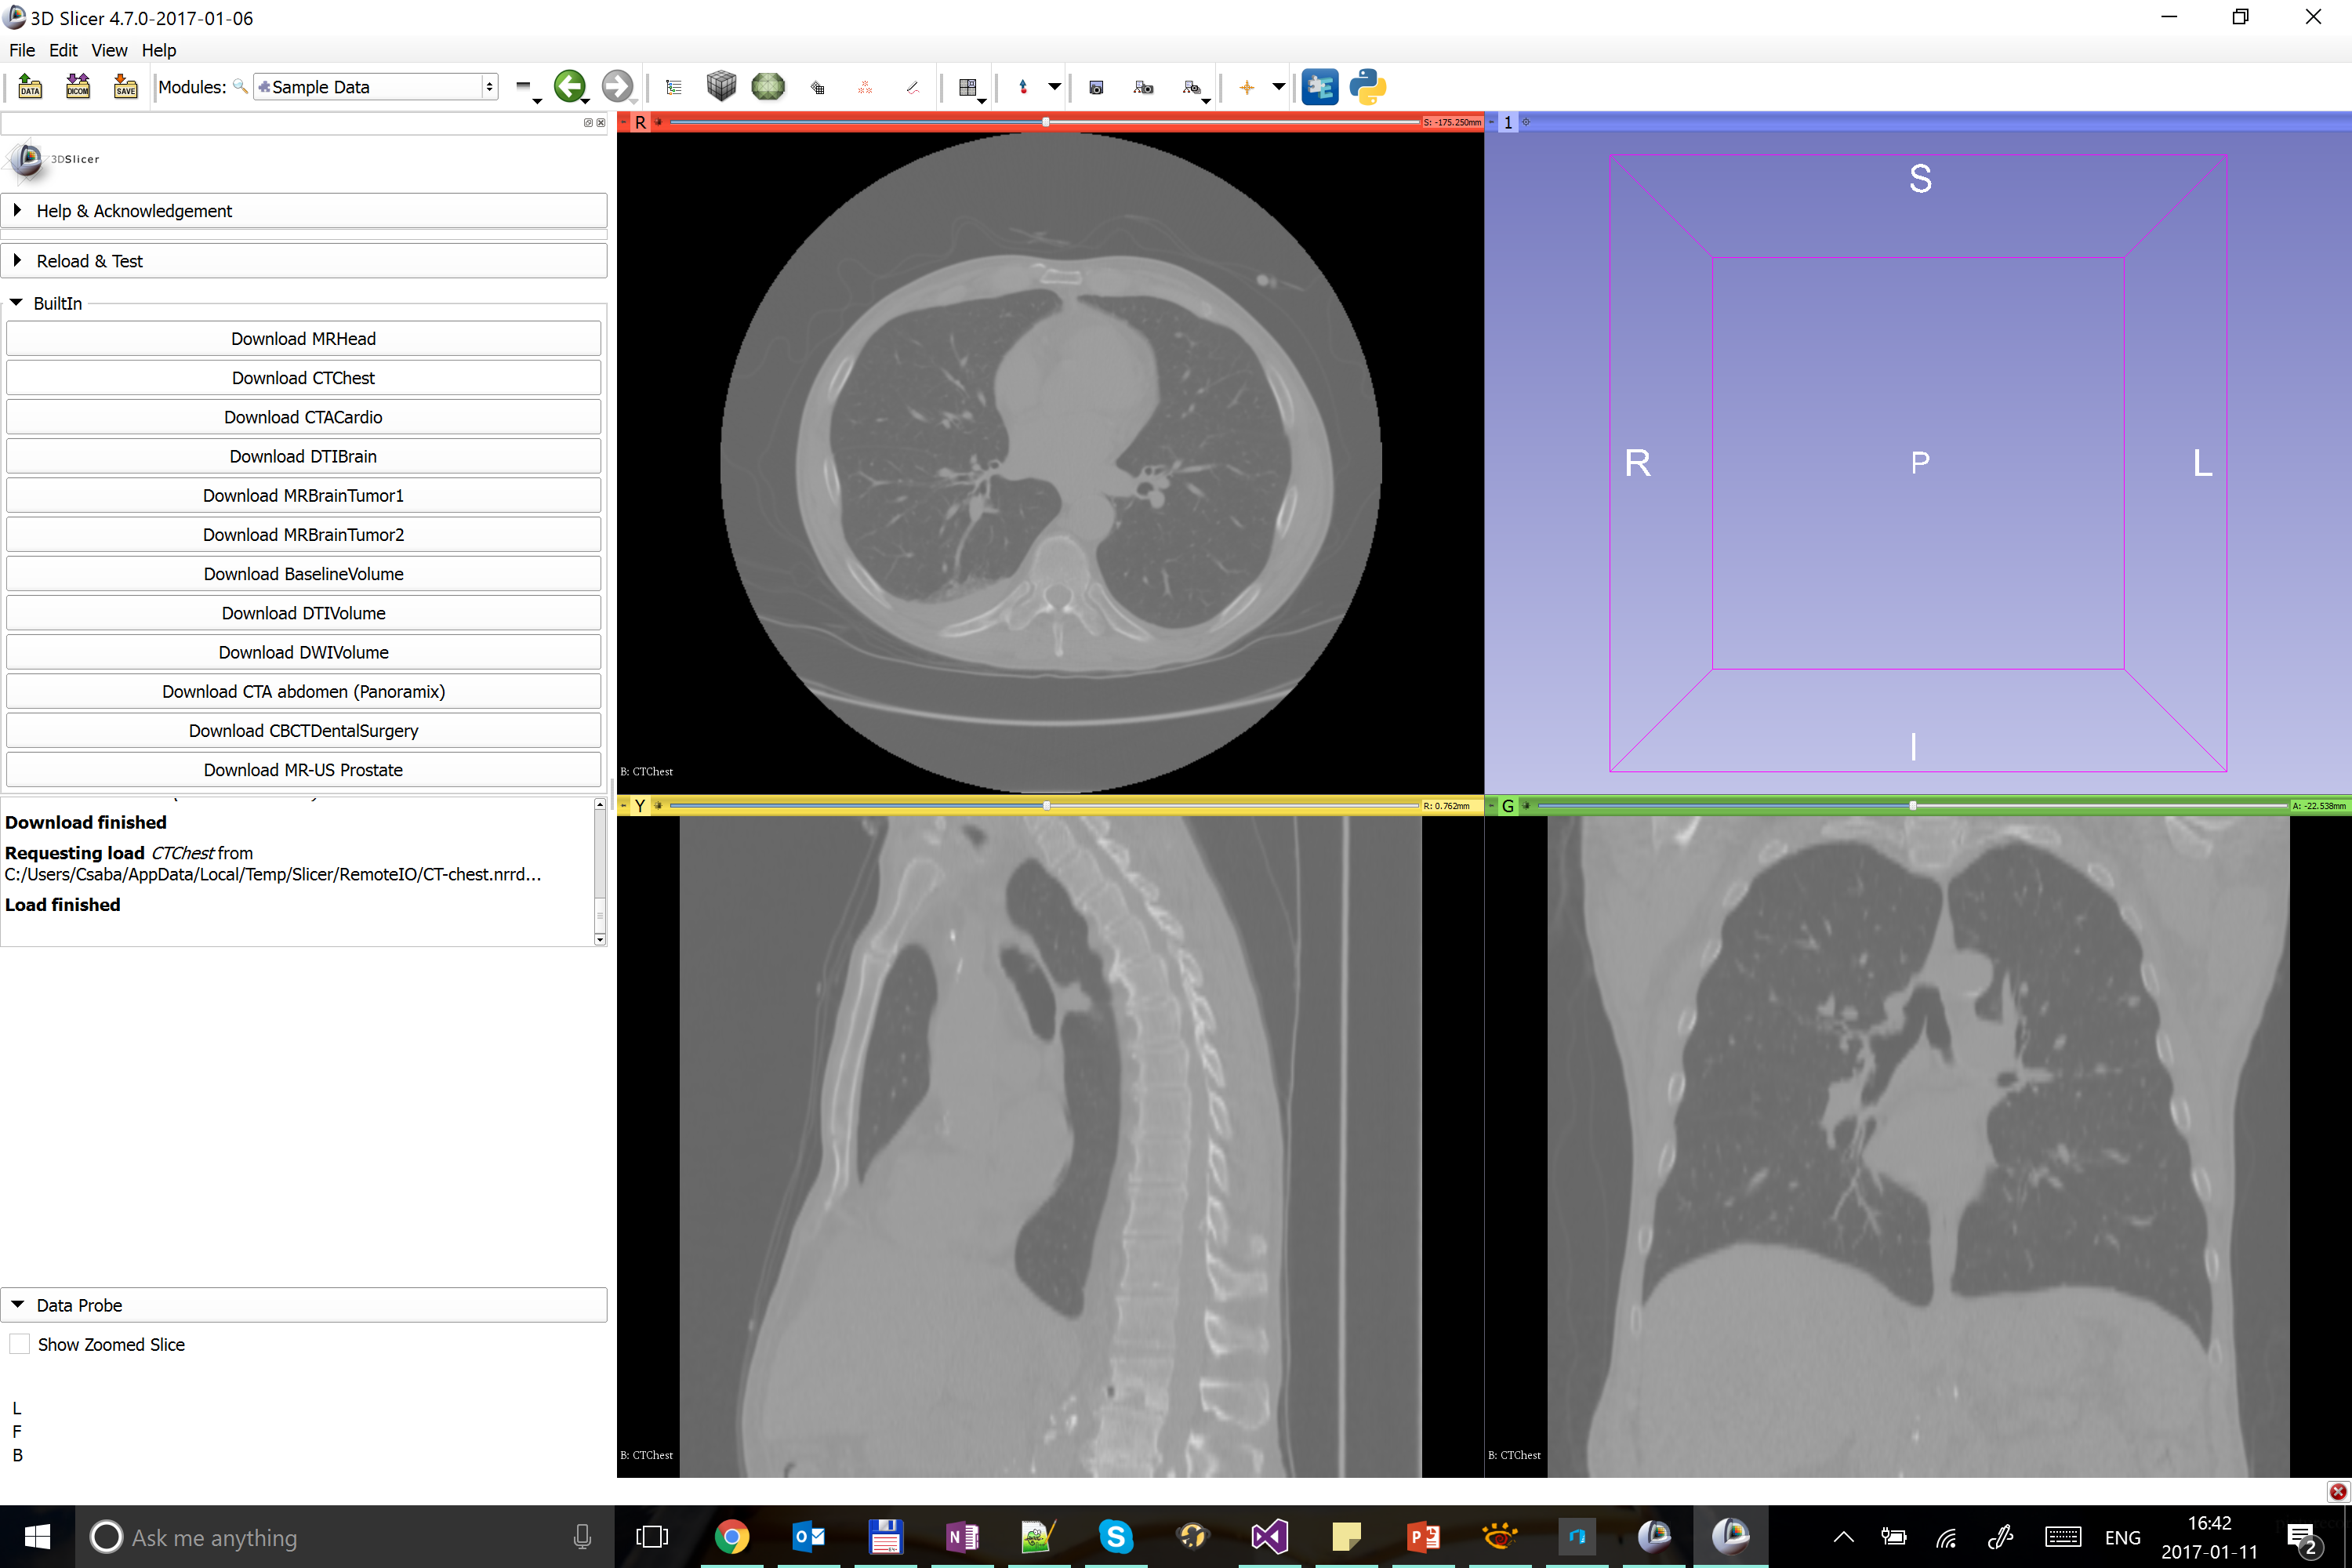 3D Slicer 4.7.0-2017-01-06
File Edit View Help
DATA DICOM SAVE Modules: Sample Data
R S: -175.250mm 1
3DSlicer
Help & Acknowledgement
Reload & Test
BuiltIn
Download MRHead
Download CTChest
Download CTACardio
Download DTIBrain
Download MRBrainTumor1
Download MRBrainTumor2
Download BaselineVolume
Download DTIVolume
Download DWIVolume
Download CTA abdomen (Panoramix)
Download CBCTDentalSurgery
Download MR-US Prostate
Download finished
Requesting load CTChest from
C:/Users/Csaba/AppData/Local/Temp/Slicer/RemoteIO/CT-chest.nrrd...
Load finished
Data Probe
Show Zoomed Slice
L
F
B
B: CTChest
S
R P L
I
Y R: 0.762mm
B: CTChest
G A: -22.538mm
B: CTChest
Ask me anything
ENG
16:42
2017-01-11
2